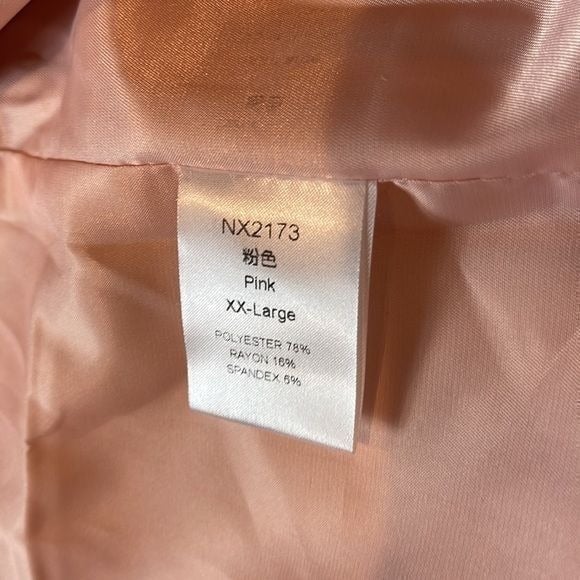 NX2173
粉色
Pink
XX-Large
POLYESTER 78%
RAYON 16%
SPANDEX 6%